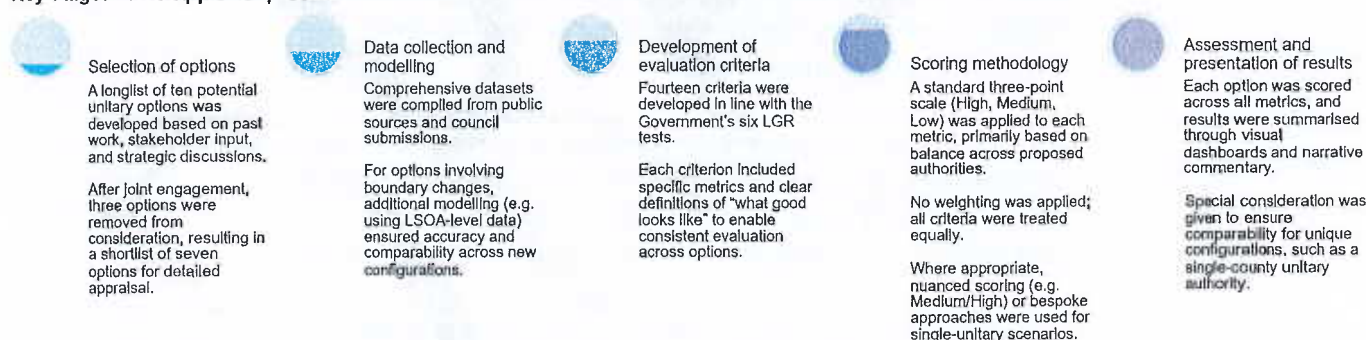 Selection of options
A longlist of ten potential
unitary options was
developed based on past
work, stakeholder input,
and strategic discussions.
After joint engagement,
three options were
removed from
consideration, resulting in
a shortlist of seven
options for detailed
appraisal.
Data collection and
modelling
Comprehensive datasets
were compiled from public
sources and council
submissions.
For options involving
boundary changes,
additional modelling (e.g.
using LSOA-level data)
ensured accuracy and
comparability across new
configurations.
Development of
evaluation criteria
Fourteen criteria were
developed in line with the
Government's six LGR
tests.
Each criterion included
specific metrics and clear
definitions of "what good
looks like" to enable
consistent evaluation
across options.
Scoring methodology
A standard three-point
scale (High, Medium,
Low) was applied to each
metric, primarily based on
balance across proposed
authorities.
No weighting was applied;
all criteria were treated
equally.
Where appropriate,
nuanced scoring (e.g.
Medium/High) or bespoke
approaches were used for
single-unitary scenarios.
Assessment and
presentation of results
Each option was scored
across all metrics, and
results were summarised
through visual
dashboards and narrative
commentary.
Special consideration was
given to ensure
comparability for unique
configurations, such as a
single-county unitary
authority.